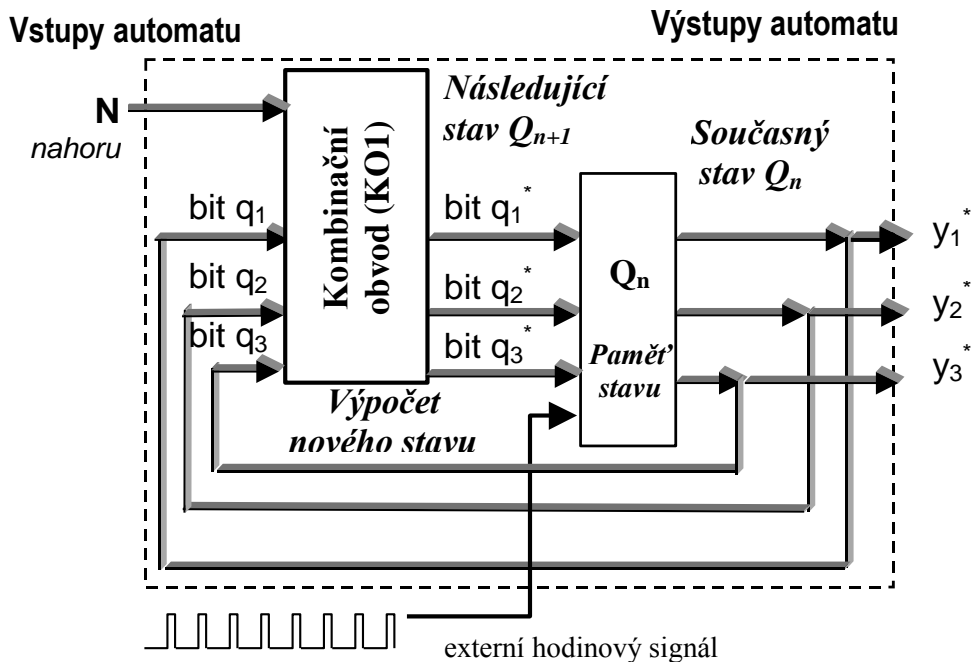 Vstupy automatu
Výstupy automatu
N
nahoru
Kombinační
obvod (KO1)
Následující
stav Qn+1
Současný
stav Qn
bit q1
bit q2
bit q3
bit q1*
bit q2*
bit q3*
Qn
Paměť
stavu
y1*
y2*
y3*
Výpočet
nového stavu
externí hodinový signál